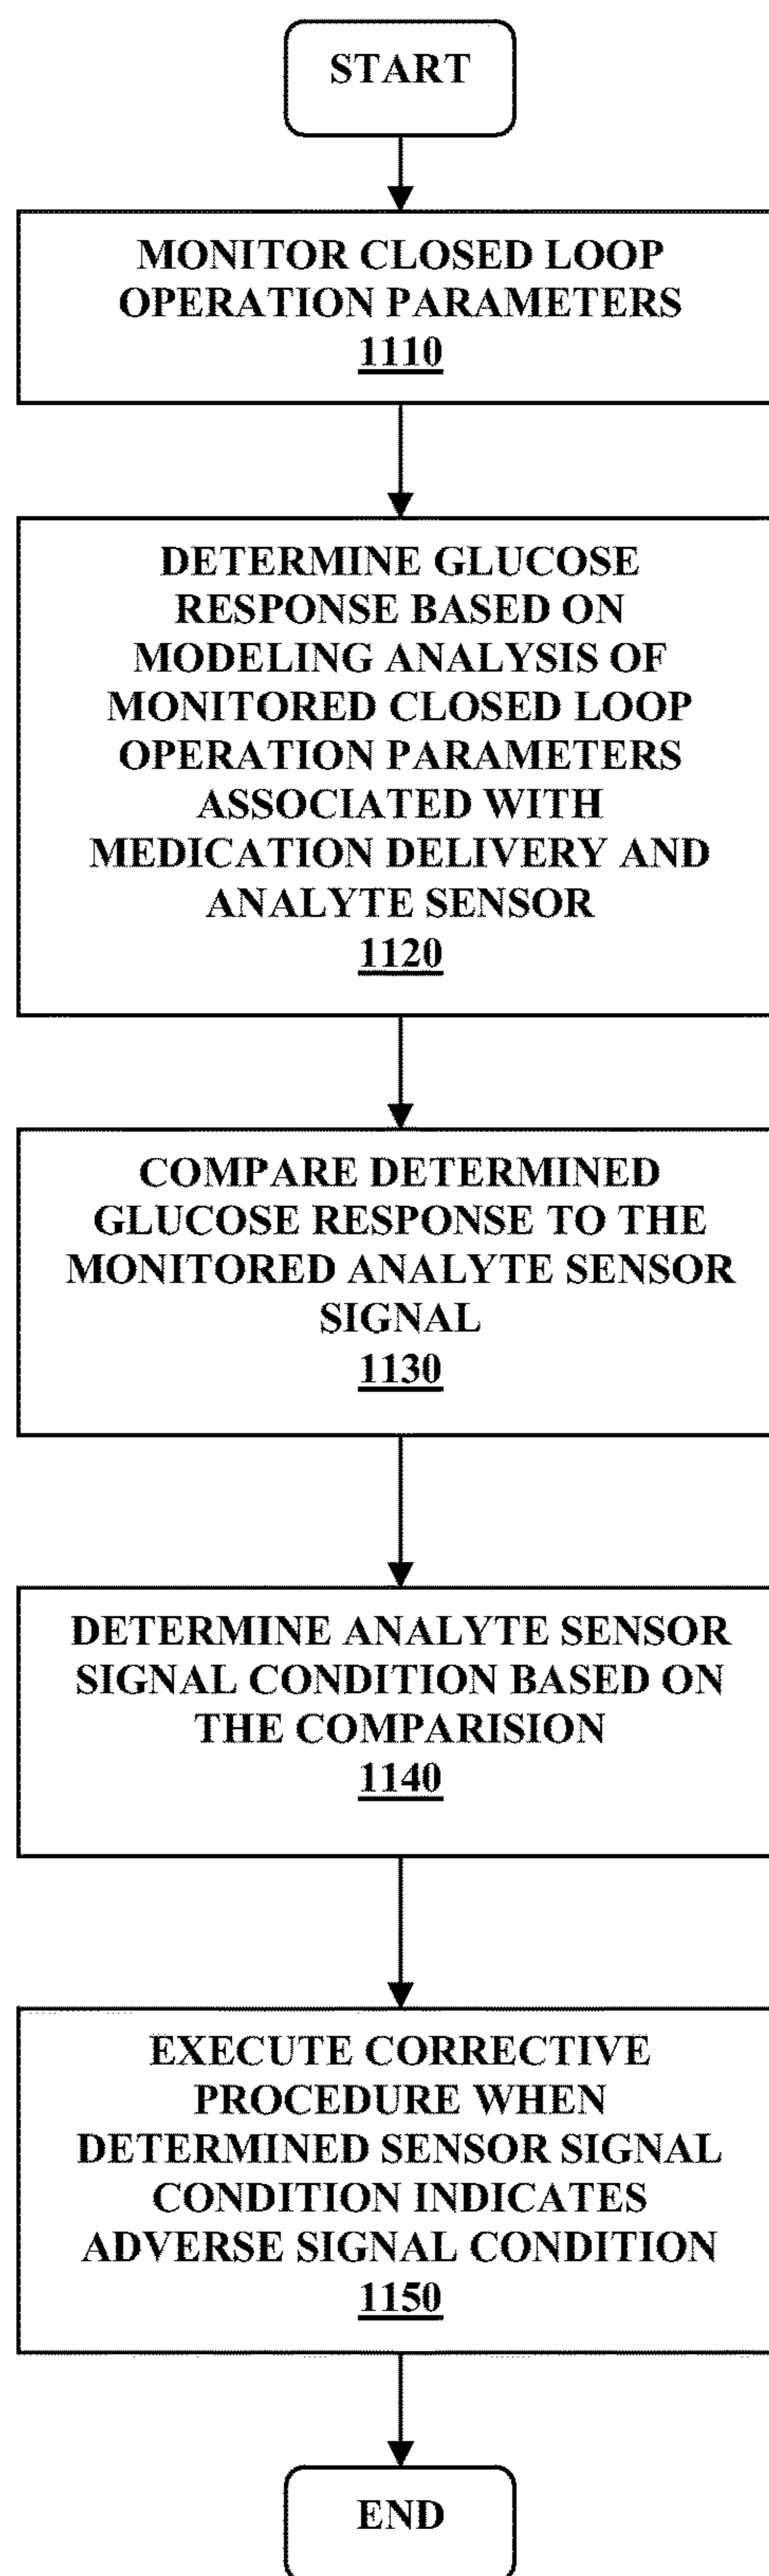 START
MONITOR CLOSED LOOP
OPERATION PARAMETERS
1110
DETERMINE GLUCOSE
RESPONSE BASED ON
MODELING ANALYSIS OF
MONITORED CLOSED LOOP
OPERATION PARAMETERS
ASSOCIATED WITH
MEDICATION DELIVERY AND
ANALYTE SENSOR
1120
COMPARE DETERMINED
GLUCOSE RESPONSE TO THE
MONITORED ANALYTE SENSOR
SIGNAL
1130
DETERMINE ANALYTE SENSOR
SIGNAL CONDITION BASED ON
THE COMPARISION
1140
EXECUTE CORRECTIVE
PROCEDURE WHEN
DETERMINED SENSOR SIGNAL
CONDITION INDICATES
ADVERSE SIGNAL CONDITION
1150
END